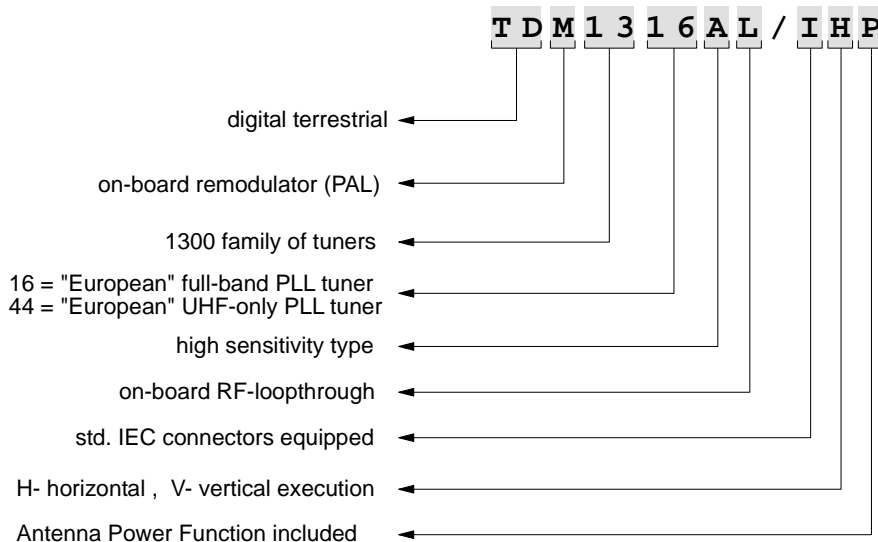 TDM1316AL/IHP
digital terrestrial
on-board remodulator (PAL)
1300 family of tuners
16 = "European" full-band PLL tuner
44 = "European" UHF-only PLL tuner
high sensitivity type
on-board RF-loopthrough
std. IEC connectors equipped
H- horizontal , V- vertical execution
Antenna Power Function included